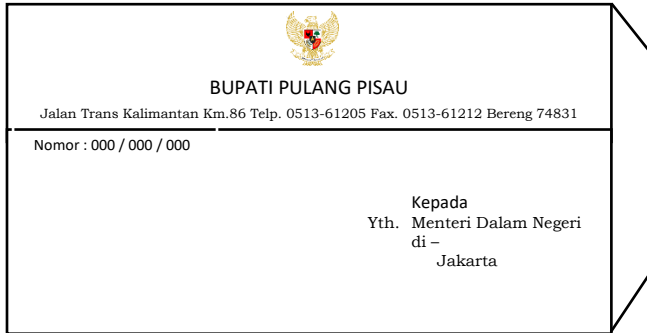 BUPATI PULANG PISAU
Jalan Trans Kalimantan Km.86 Telp. 0513-61205 Fax. 0513-61212 Bereng 74831
Nomor : 000 / 000 / 000
Kepada
Yth. Menteri Dalam Negeri
di –
Jakarta